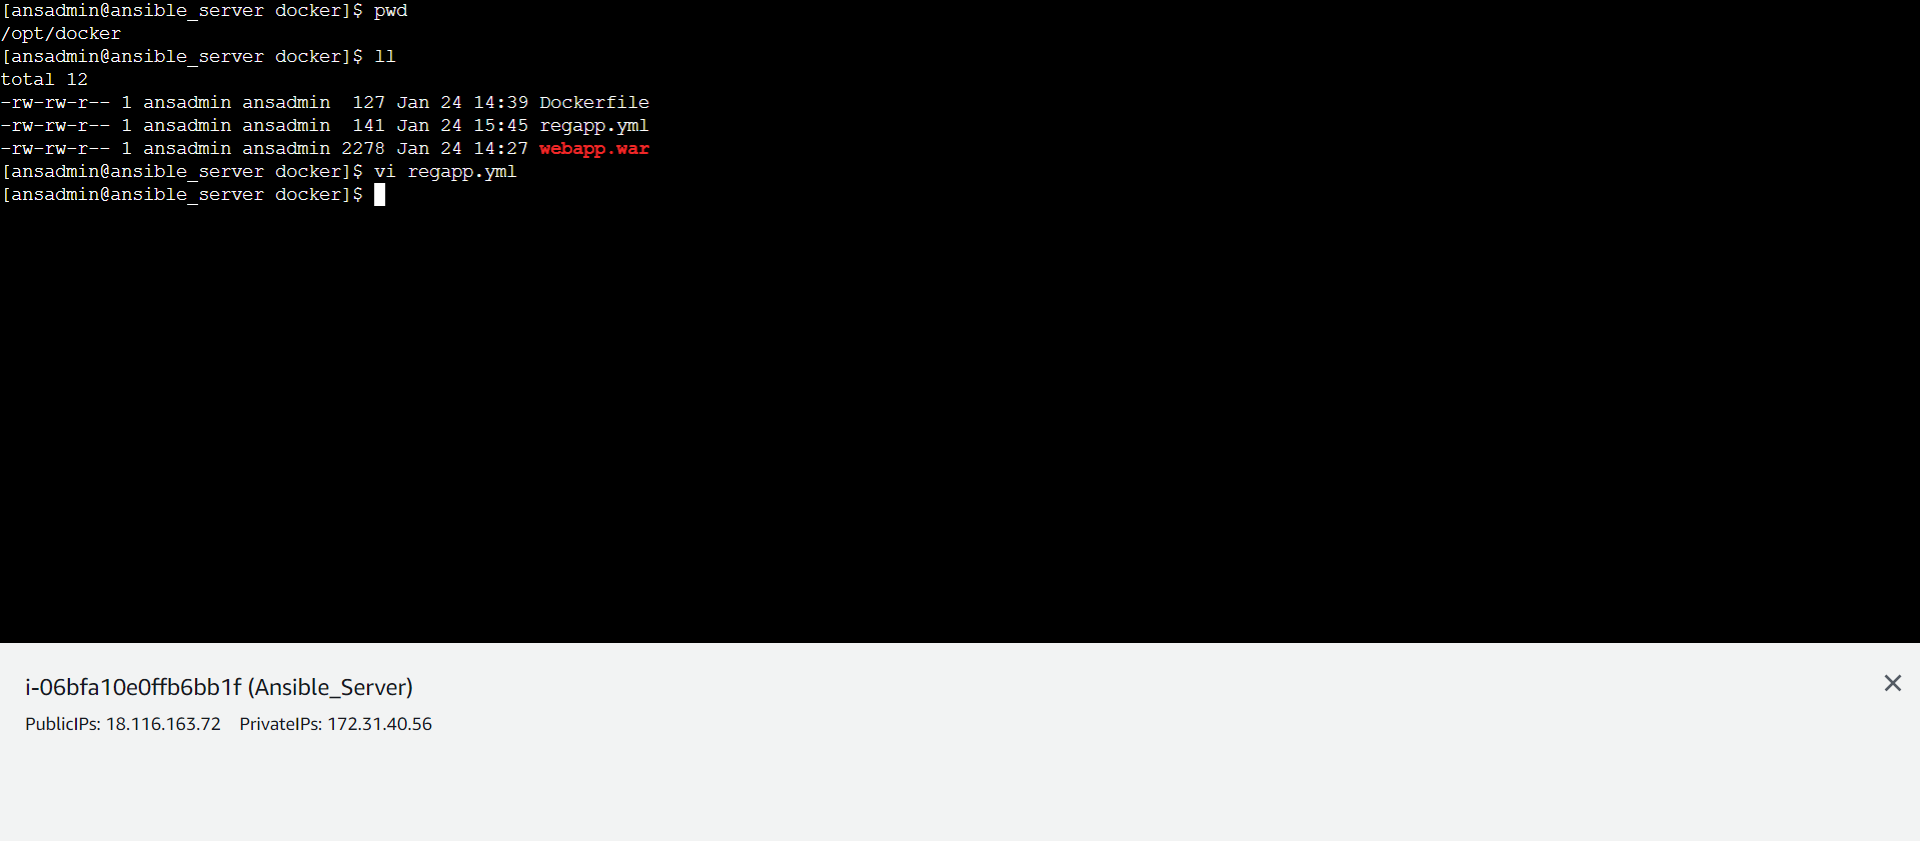 [ansadmin@ansible_server docker]$ pwd
/opt/docker
[ansadmin@ansible_server docker]$ ll
total 12
-rw-rw-r-- 1 ansadmin ansadmin  127 Jan 24 14:39 Dockerfile
-rw-rw-r-- 1 ansadmin ansadmin  141 Jan 24 15:45 regapp.yml
-rw-rw-r-- 1 ansadmin ansadmin 2278 Jan 24 14:27 webapp.war
[ansadmin@ansible_server docker]$ vi regapp.yml
[ansadmin@ansible_server docker]$
i-06bfa10e0ffb6bb1f (Ansible_Server)
PublicIPs: 18.116.163.72 PrivateIPs: 172.31.40.56